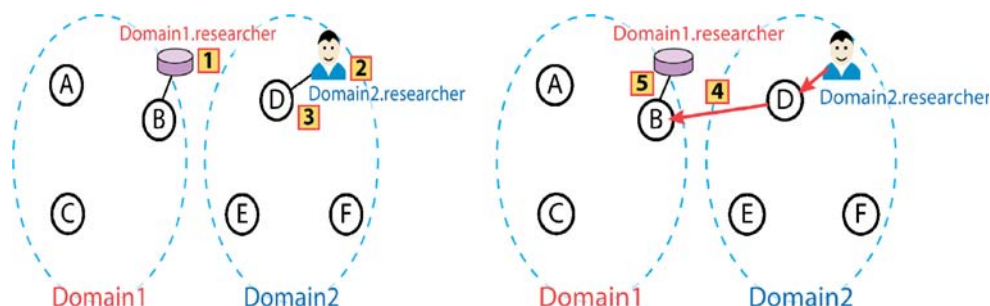 Domain1.researcher
1
2
A
Domain2.researcher
D
3
B
C
E
F
Domain1
Domain2
Domain1.researcher
5
4
A
D
Domain2.researcher
B
C
E
F
Domain1
Domain2